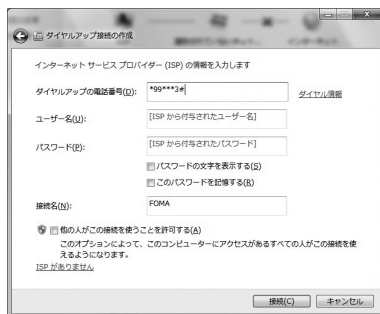 ダイヤルアップ接続の作成
インターネット サービス プロバイダー (ISP) の情報を入力します
ダイヤルアップの電話番号(D): *99***3# ダイヤル情報
ユーザー名(U): [ISP から付与されたユーザー名]
パスワード(P): [ISP から付与されたパスワード]
パスワードの文字を表示する(S)
このパスワードを記憶する(R)
接続名(N): FOMA
他の人がこの接続を使うことを許可する(A)
このオプションによって、このコンピューターにアクセスがあるすべての人がこの接続を使
えるようになります。
ISP がありません
接続(C) キャンセル